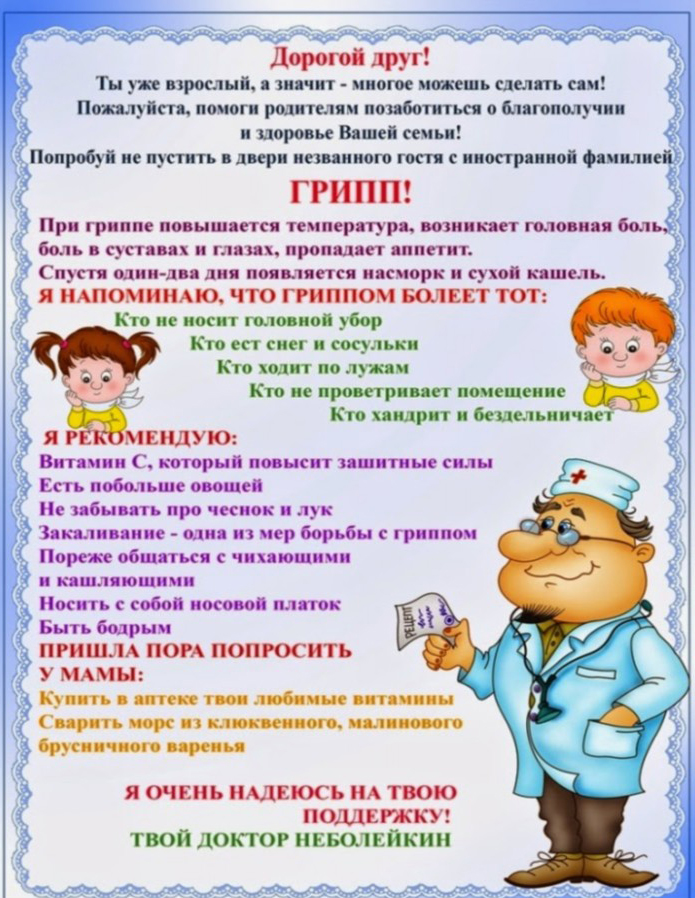 Дорогой друг!
Ты уже взрослый, а значит - многое можешь сделать сам!
Пожалуйста, помоги родителям позаботиться о благополучии
и здоровье Вашей семьи!
Попробуй не пустить в двери незванного гостя с иностранной фамилией
ГРИПП!
При гриппе повышается температура, возникает головная боль,
боль в суставах и глазах, пропадает аппетит.
Спустя один-два дня появляется насморк и сухой кашель.
Я НАПОМИНАЮ, ЧТО ГРИППОМ БОЛЕЕТ ТОТ:
Кто не носит головной убор
Кто ест снег и сосульки
Кто ходит по лужам
Кто не проветривает помещение
Кто хандрит и бездельничает
Я РЕКОМЕНДУЮ:
Витамин С, который повысит зашитные силы
Есть побольше овощей
Не забывать про чеснок и лук
Закаливание - одна из мер борьбы с гриппом
Пореже общаться с чихающими
и кашляющими
Носить с собой носовой платок
Быть бодрым
РЕЦЕПТ
ПРИШЛА ПОРА ПОПРОСИТЬ
У МАМЫ:
Купить в аптеке твои любимые витамины
Сварить морс из клюквенного, малинового
брусничного варенья
Я ОЧЕНЬ НАДЕЮСЬ НА ТВОЮ
ПОДДЕРЖКУ!
ТВОЙ ДОКТОР НЕБОЛЕЙКИН